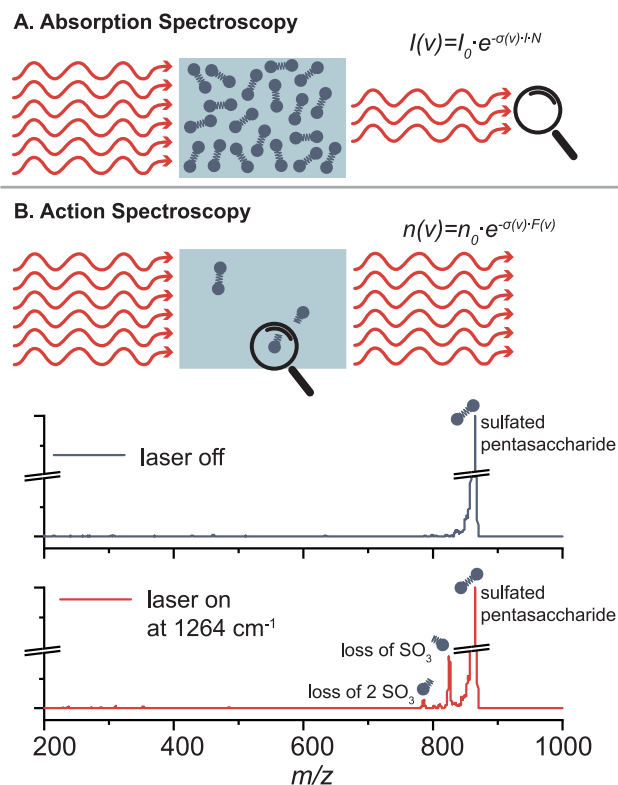 A. Absorption Spectroscopy
I(ν)=I₀·e^-σ(ν)·l·N
B. Action Spectroscopy
n(ν)=n₀·e^-σ(ν)·F(ν)
laser off
sulfated
pentasaccharide
laser on
at 1264 cm⁻¹
sulfated
pentasaccharide
loss of SO₃
loss of 2 SO₃
200 400 600 800 1000
m/z